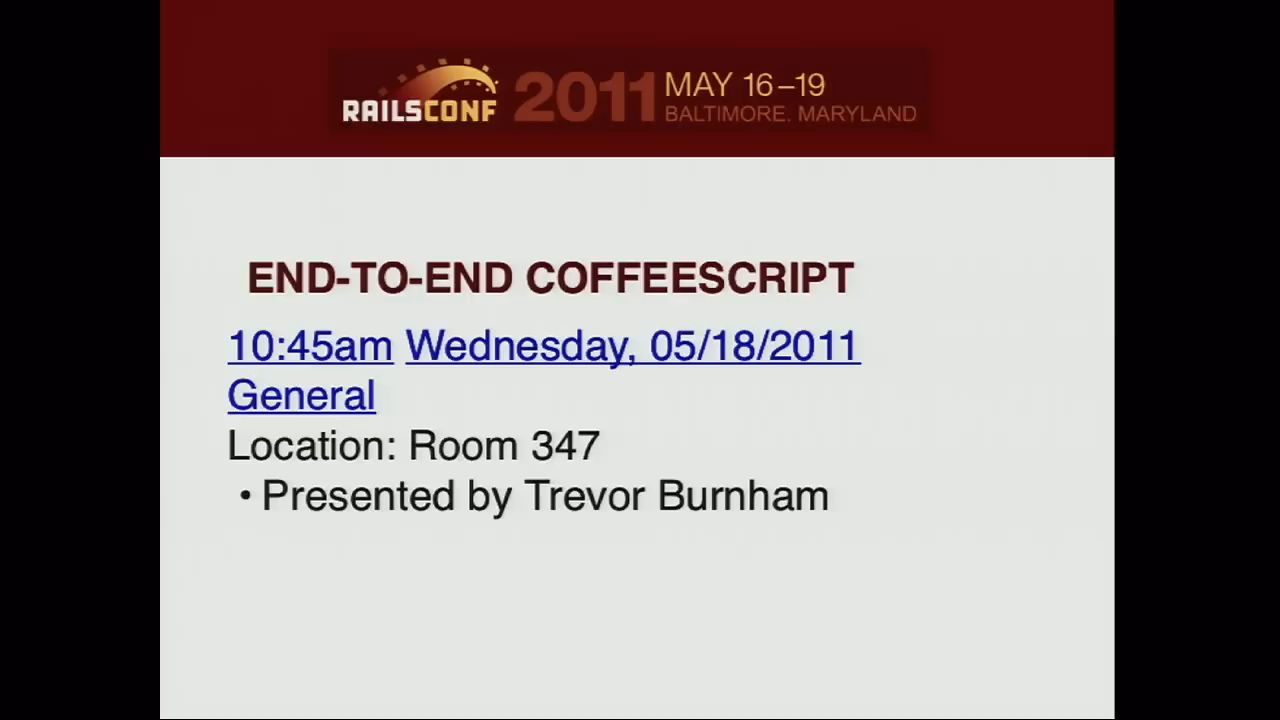 RAILSCONF 2011 MAY 16–19
BALTIMORE, MARYLAND
END-TO-END COFFEESCRIPT
10:45am Wednesday, 05/18/2011
General
Location: Room 347
• Presented by Trevor Burnham